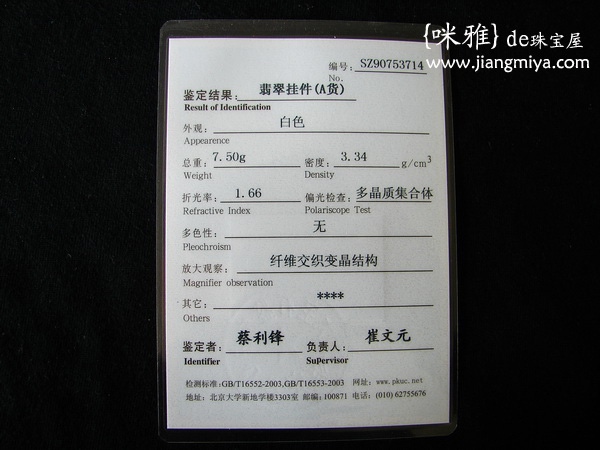 {咪雅}de珠宝屋
www.jiangmiya.com
编号: SZ90753714
No.
鉴定结果: 翡翠挂件(A货)
Result of Identification
外观: 白色
Appearence
总重: 7.50g 密度: 3.34 g/cm³
Weight Density
折光率: 1.66 偏光检查: 多晶质集合体
Refractive Index Polariscope Test
多色性: 无
Pleochroism
放大观察: 纤维交织变晶结构
Magnifier observation
其它: ****
Others
鉴定者: 蔡利锋 负责人: 崔文元
Identifier Supervisor
检测标准:GB/T16552-2003,GB/T16553-2003 网址: www.pkuc.net
地址: 北京大学新地学楼3303室 邮编: 100871 电话: (010) 62755676